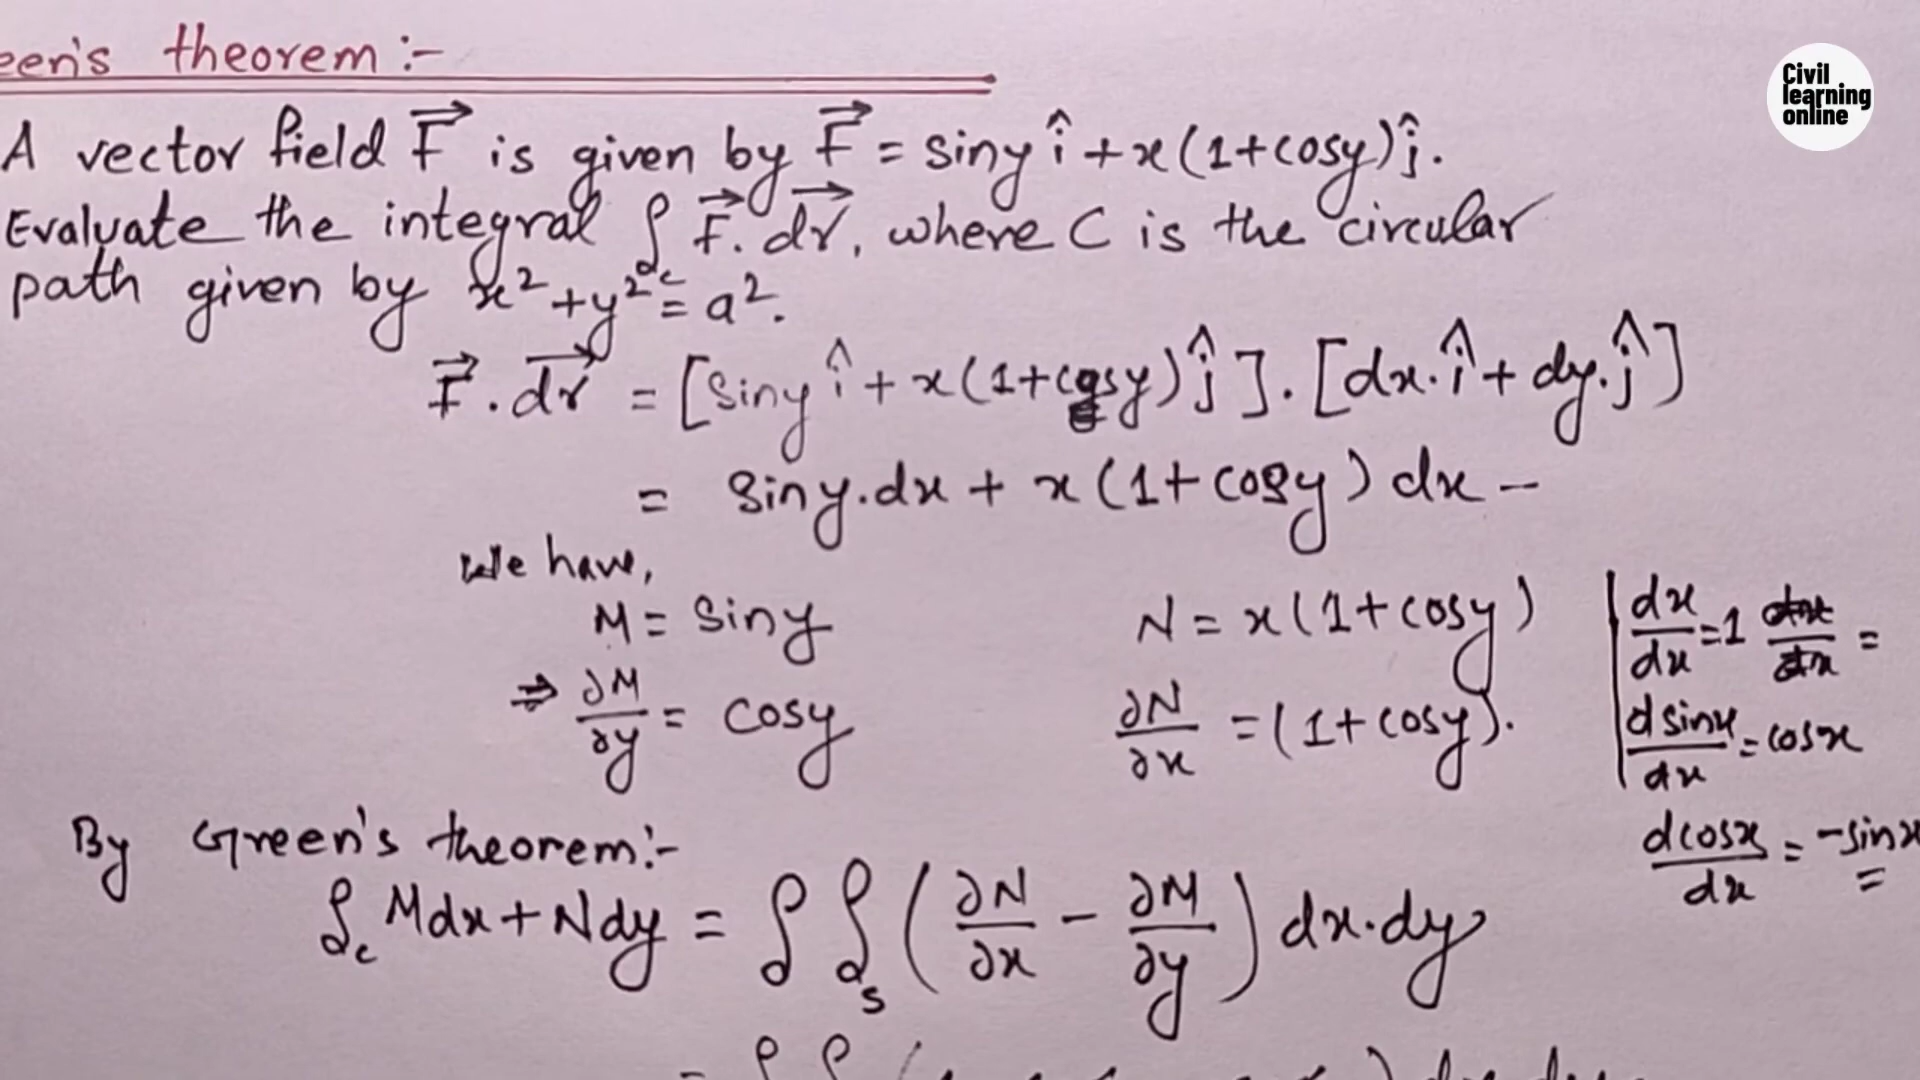 een's theorem :-
Civil
learning
online
A vector field F⃗ is given by F⃗ = siny î + x(1+cosy) ĵ.
Evaluate the integral ∫c F⃗. dr⃗, where C is the circular
path given by x² + y² = a².
F⃗ . dr⃗ = [siny î + x(1+cosy) ĵ]. [dx. î + dy. ĵ]
= siny.dx + x(1+cosy) dx -
We have,
M = siny N = x(1+cosy) dx/dx = 1 dx/dx =
⇒ ∂M/∂y = cosy ∂N/∂x = (1+cosy). d sinx/dx = cosx
By Green's theorem:- d cosx/dx = -sinx
∫c Mdx + Ndy = ∫∫s (∂N/∂x - ∂M/∂y) dx.dy